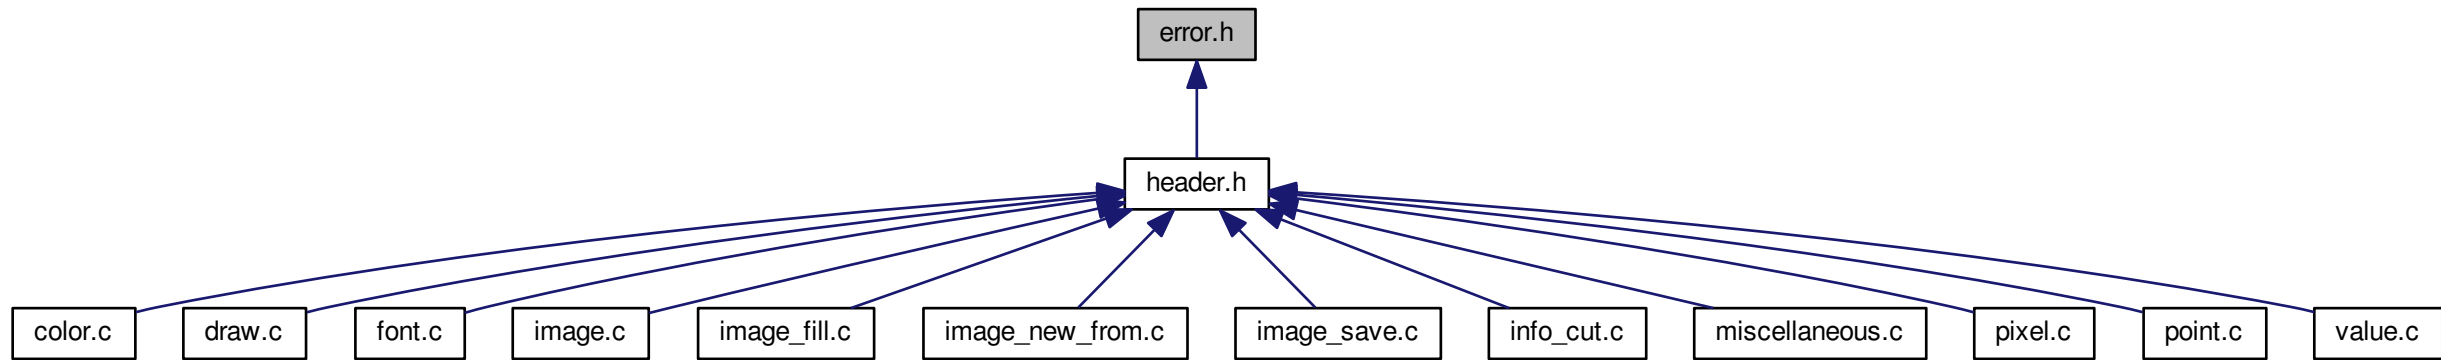 error.h
header.h
color.c
draw.c
font.c
image.c
image_fill.c
image_new_from.c
image_save.c
info_cut.c
miscellaneous.c
pixel.c
point.c
value.c